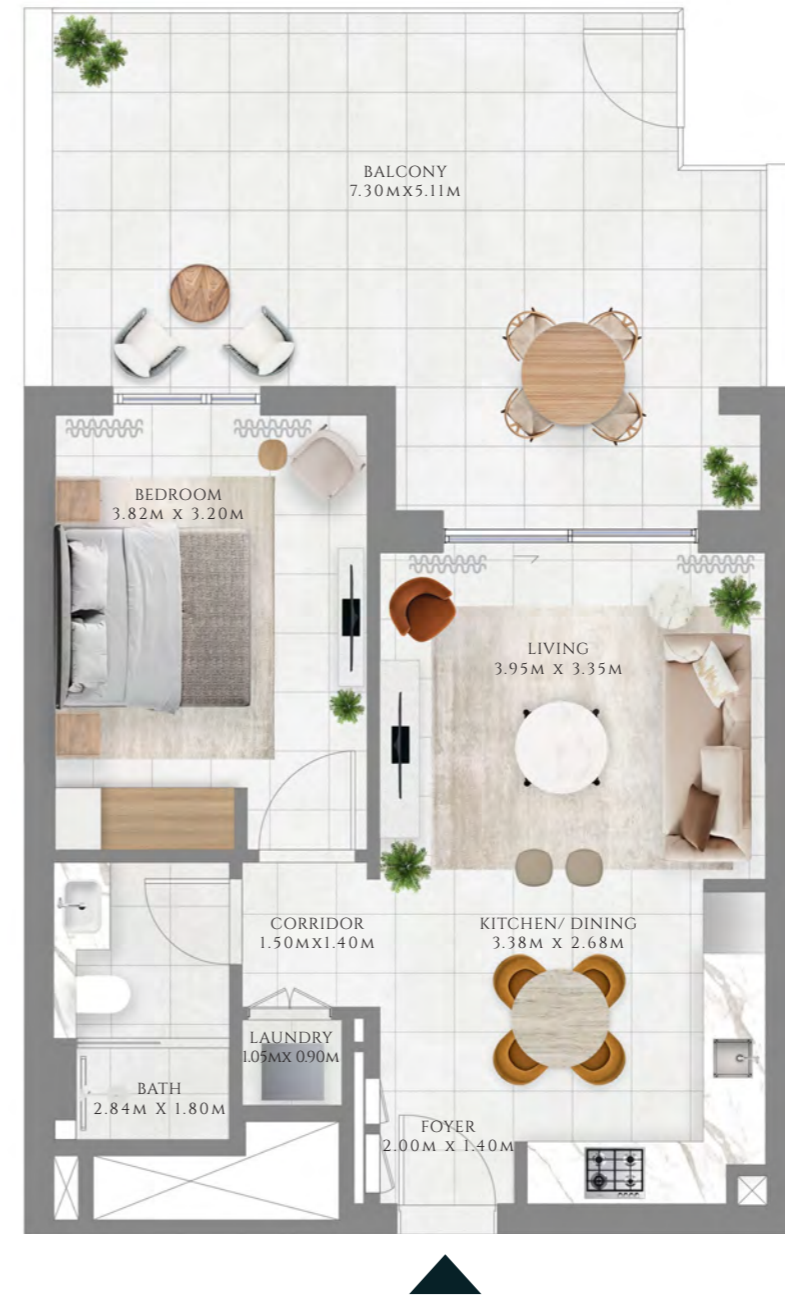 BALCONY
7.30MX5.11M
BEDROOM
3.82M X 3.20M
LIVING
3.95M X 3.35M
CORRIDOR
1.50MX1.40M
KITCHEN/ DINING
3.38M X 2.68M
LAUNDRY
1.05MX 0.90M
BATH
2.84M X 1.80M
FOYER
2.00M X 1.40M